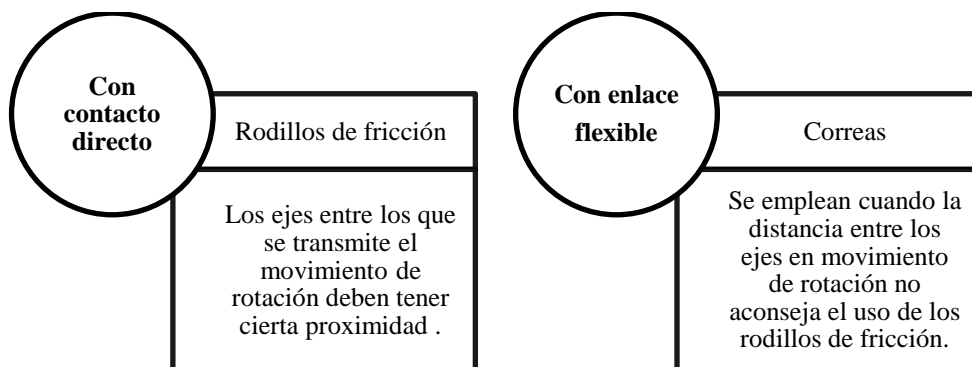 Con
contacto
directo
Rodillos de fricción
Los ejes entre los que
se transmite el
movimiento de
rotación deben tener
cierta proximidad .
Con enlace
flexible
Correas
Se emplean cuando la
distancia entre los
ejes en movimiento
de rotación no
aconseja el uso de los
rodillos de fricción.